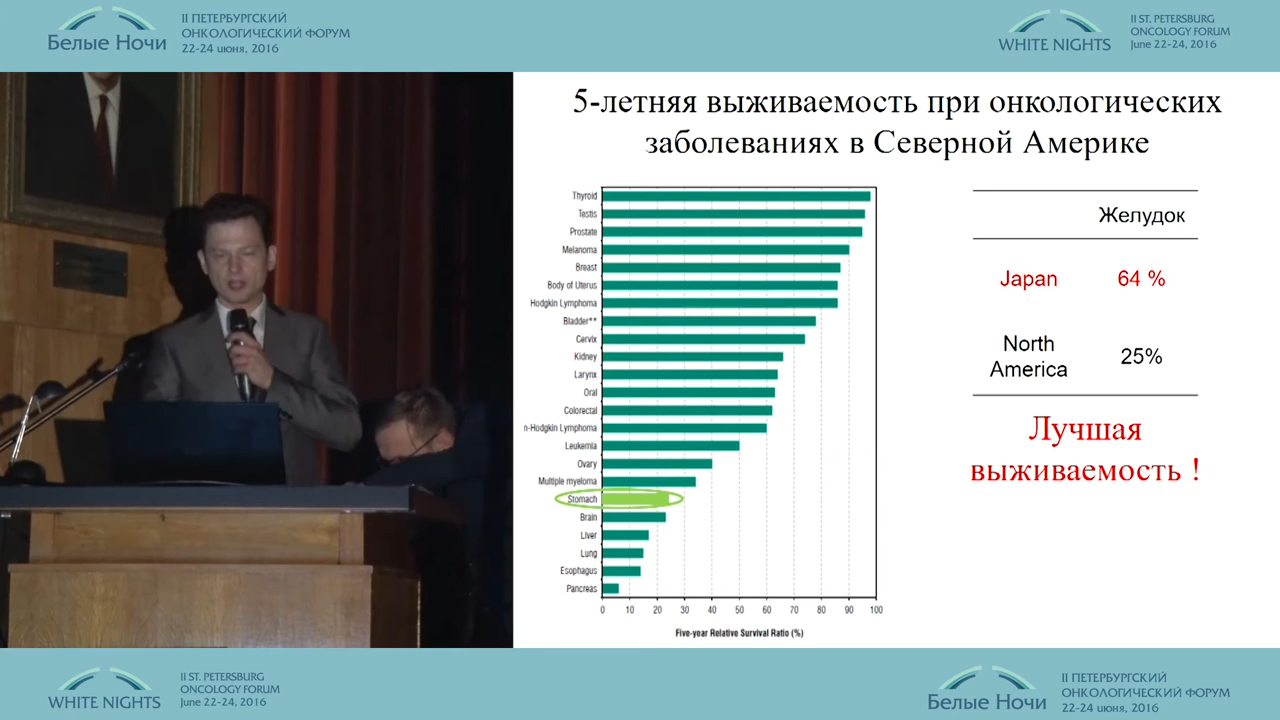 II ПЕТЕРБУРГСКИЙ
ОНКОЛОГИЧЕСКИЙ ФОРУМ
22-24 июня, 2016
Белые Ночи
II ST. PETERSBURG
ONCOLOGY FORUM
June 22-24, 2016
WHITE NIGHTS
5-летняя выживаемость при онкологических
заболеваниях в Северной Америке
Thyroid
Testis
Prostate
Melanoma
Breast
Body of Uterus
Hodgkin Lymphoma
Bladder**
Cervix
Kidney
Larynx
Oral
Colorectal
n-Hodgkin Lymphoma
Leukemia
Ovary
Multiple myeloma
Stomach
Brain
Liver
Lung
Esophagus
Pancreas
0 10 20 30 40 50 60 70 80 90 100
Five-year Relative Survival Ratio (%)
Желудок
Japan 64 %
North
America 25%
Лучшая
выживаемость !
WHITE NIGHTS
II ST. PETERSBURG
ONCOLOGY FORUM
June 22-24, 2016
Белые Ночи
II ПЕТЕРБУРГСКИЙ
ОНКОЛОГИЧЕСКИЙ ФОРУМ
22-24 июня, 2016